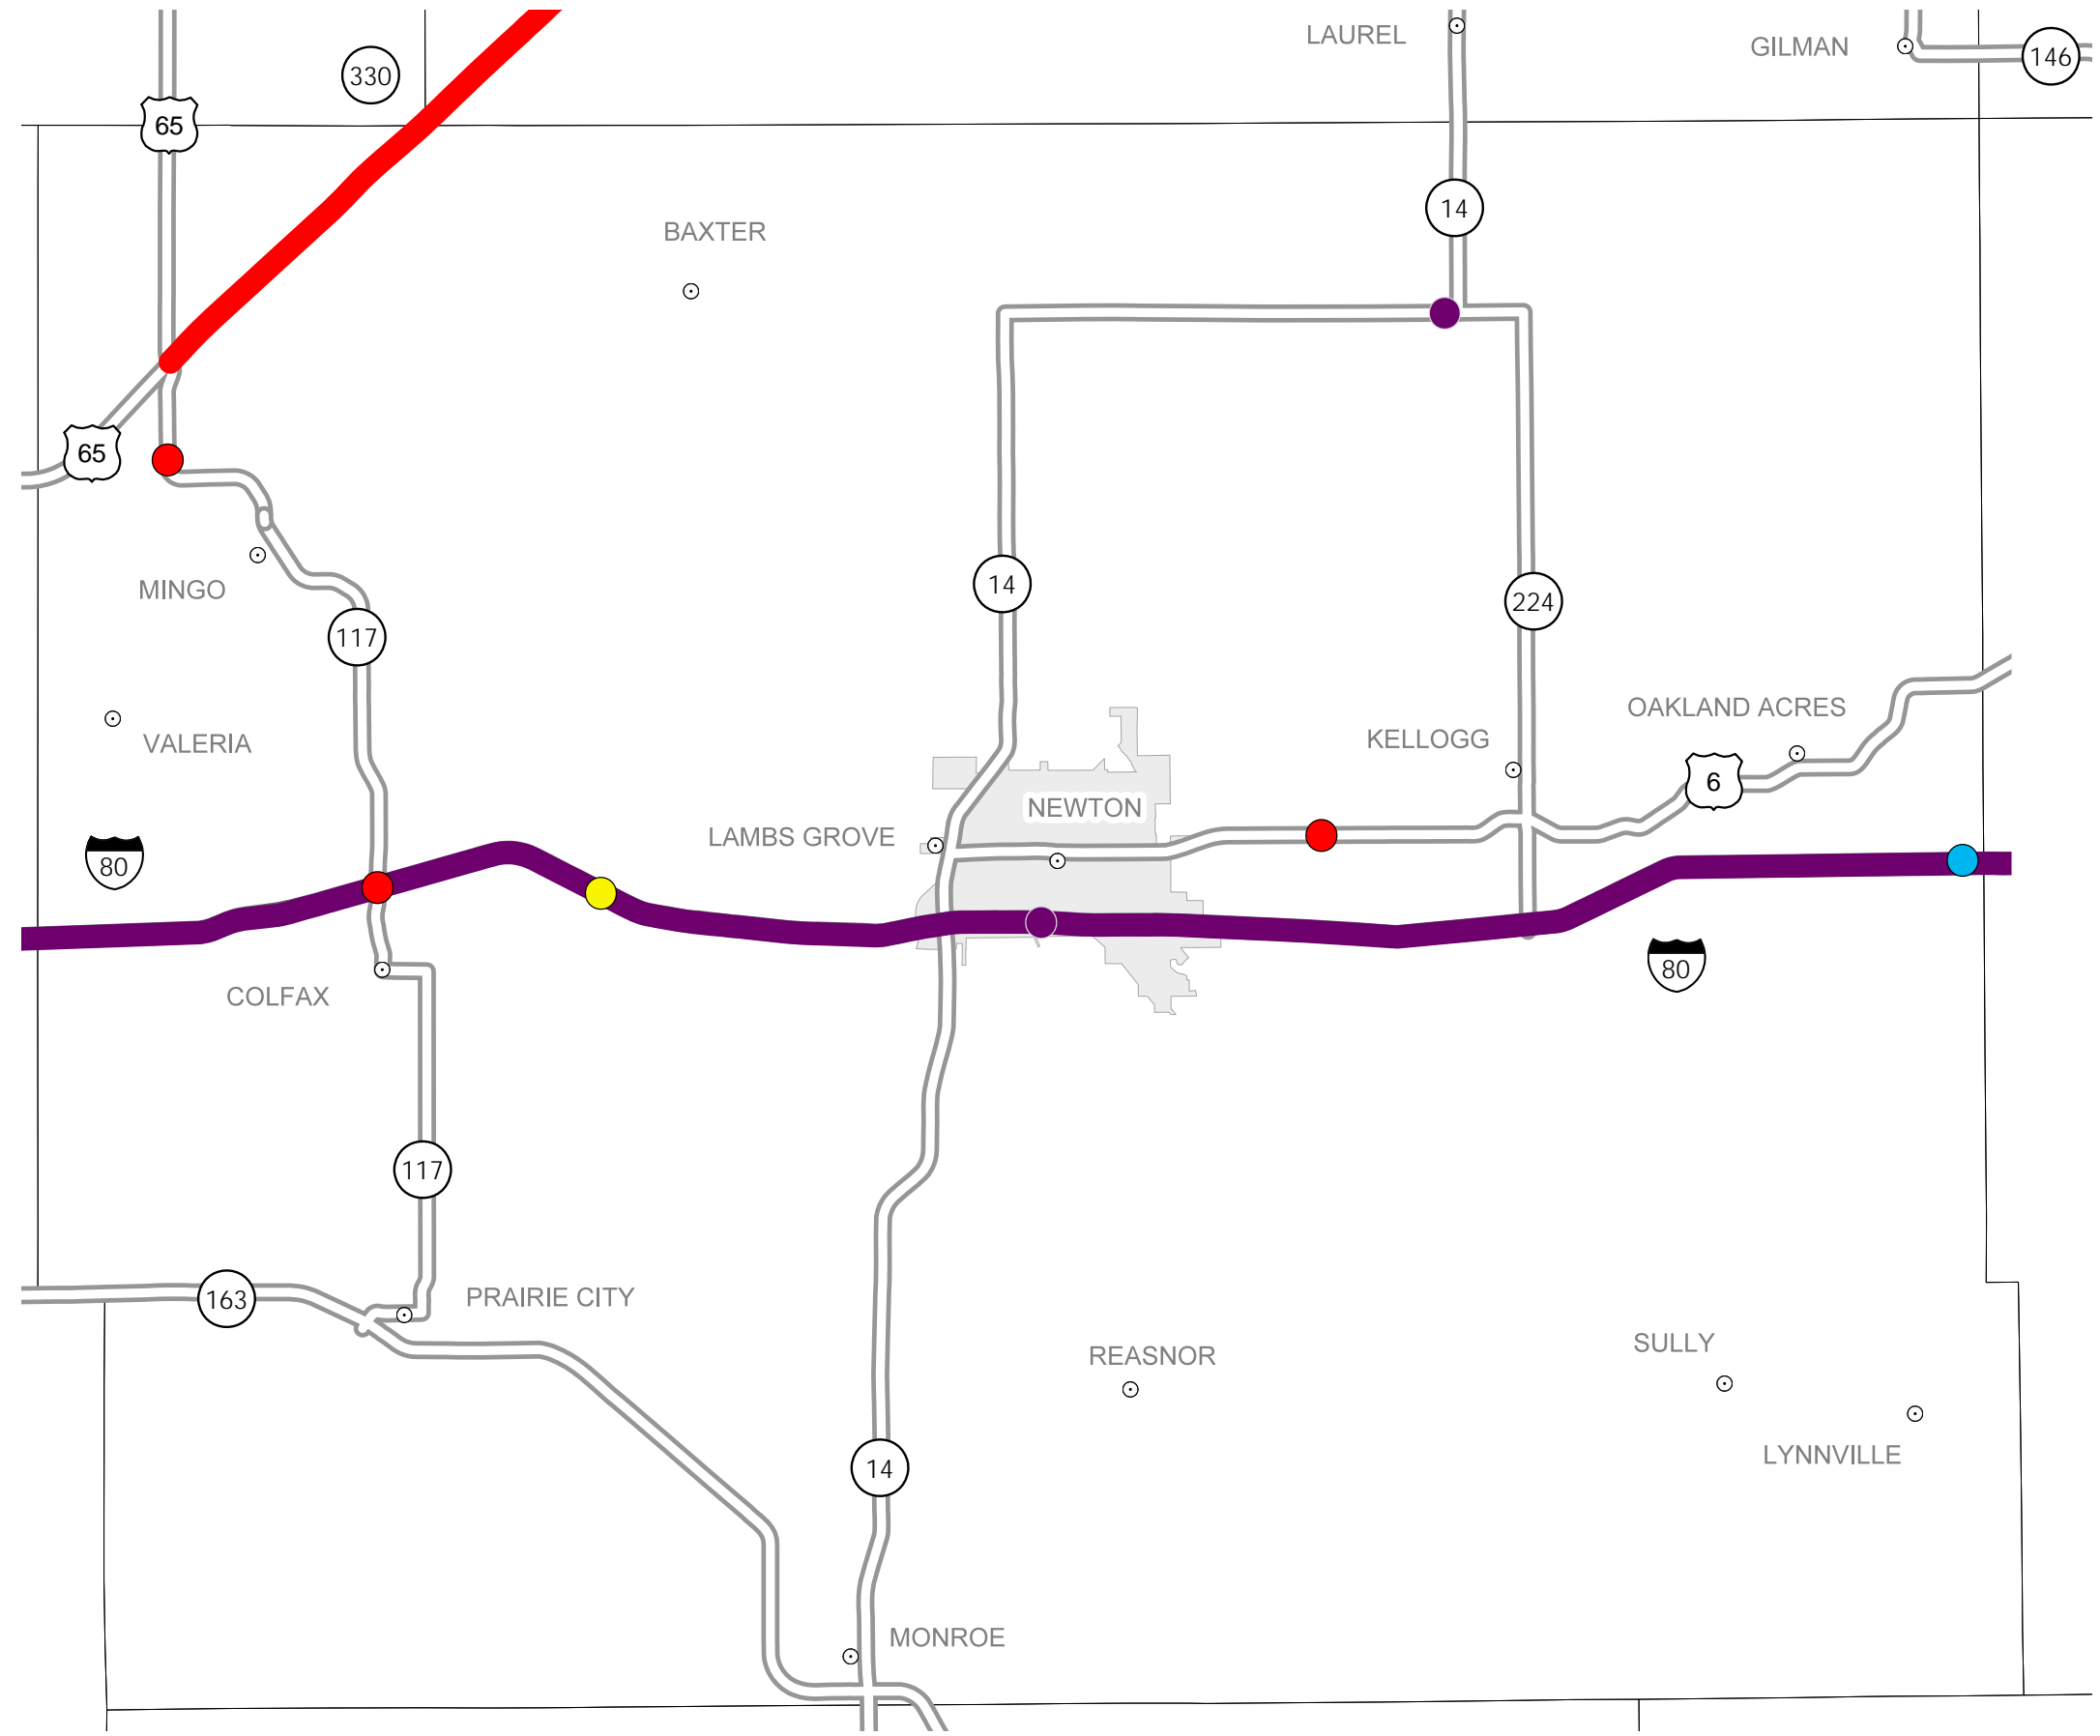 LAUREL
GILMAN
146
330
65
14
BAXTER
65
14
224
MINGO
117
VALERIA
OAKLAND ACRES
KELLOGG
6
NEWTON
LAMBS GROVE
80
80
COLFAX
117
163
PRAIRIE CITY
REASNOR
SULLY
LYNNVILLE
14
MONROE